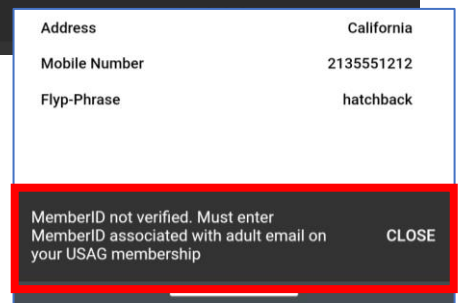 Address California
Mobile Number 2135551212
Flyp-Phrase hatchback
MemberID not verified. Must enter
MemberID associated with adult email on CLOSE
your USAG membership